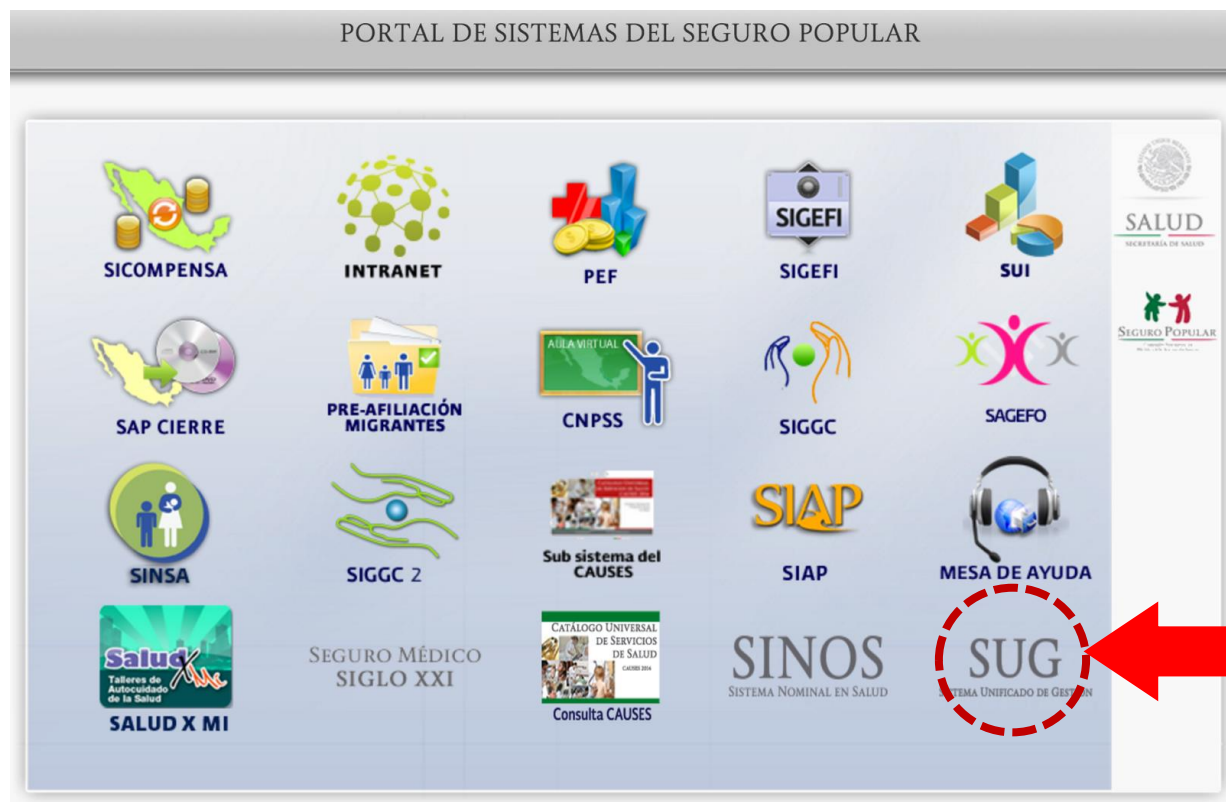 PORTAL DE SISTEMAS DEL SEGURO POPULAR
SICOMPENSA
INTRANET
PEF
SIGEFI
SIGEFI
SUI
SALUD
SECRETARÍA DE SALUD
SAP CIERRE
PRE-AFILIACIÓN
MIGRANTES
AULA VIRTUAL
CNPSS
SIGGC
SAGEFO
SEGURO POPULAR
SINSA
SIGGC 2
Sub sistema del
CAUSES
SIAP
SIAP
MESA DE AYUDA
Salud X Mi
Talleres de
Autocuidado
de la Salud
SALUD X MI
SEGURO MÉDICO
SIGLO XXI
CATÁLOGO UNIVERSAL
DE SERVICIOS
DE SALUD
CAUSES 2014
Consulta CAUSES
SINOS
SISTEMA NOMINAL EN SALUD
SUG
SISTEMA UNIFICADO DE GESTIÓN